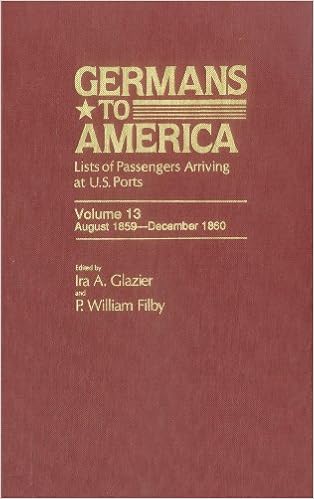 GERMANS
TO
AMERICA
Lists of Passengers Arriving
at U.S. Ports
Volume 13
August 1859—December 1860
Edited by
Ira A. Glazier
and
P. William Filby